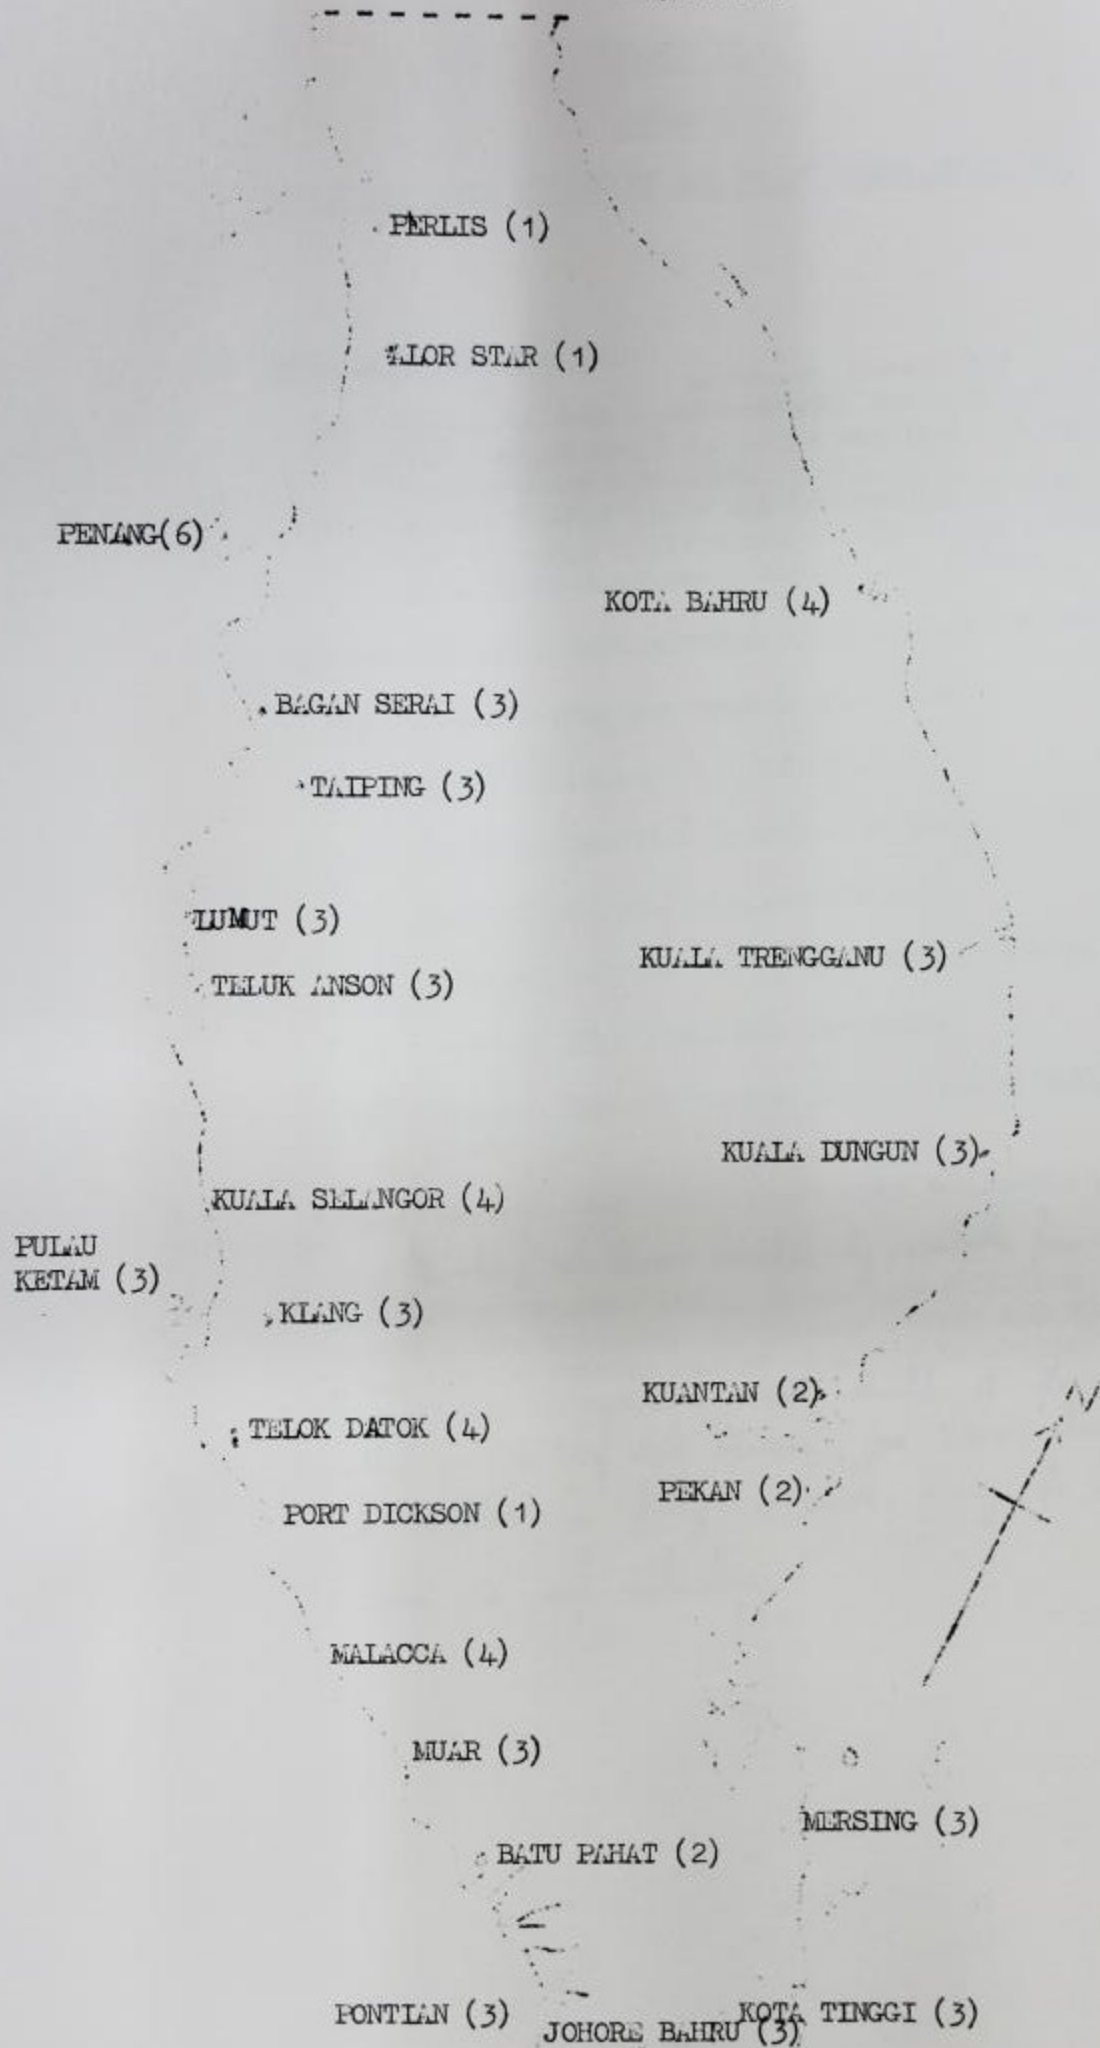 PERLIS (1)
ALOR STAR (1)
PENANG(6)
KOTA BAHRU (4)
BAGAN SERAI (3)
TAIPING (3)
LUMUT (3)
KUALA TRENGGANU (3)
TELUK ANSON (3)
KUALA DUNGUN (3)
KUALA SELANGOR (4)
PULAU
KETAM (3)
KLANG (3)
KUANTAN (2)
TELOK DATOK (4)
PEKAN (2)
PORT DICKSON (1)
N
MALACCA (4)
MUAR (3)
MERSING (3)
BATU PAHAT (2)
PONTIAN (3)
KOTA TINGGI (3)
JOHORE BAHRU (3)